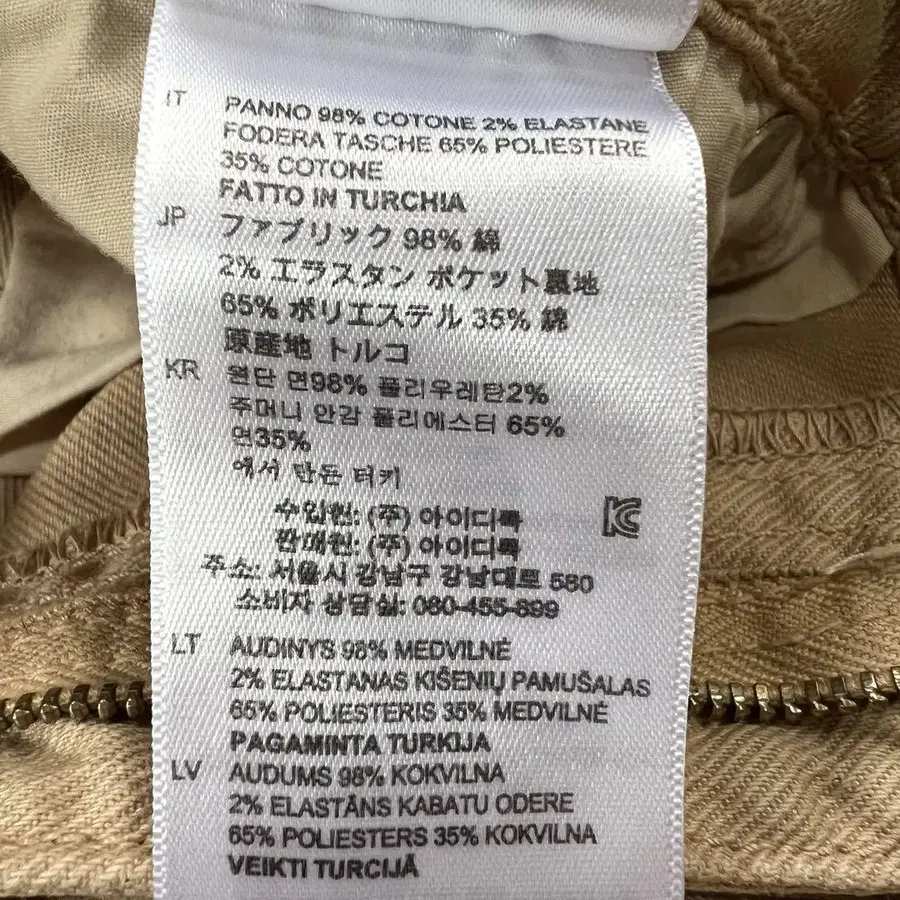 IT PANNO 98% COTONE 2% ELASTANE
FODERA TASCHE 65% POLIESTERE
35% COTONE
FATTO IN TURCHIA
JP ファブリック 98% 綿
2% エラスタン ポケット裏地
65% ポリエステル 35% 綿
原産地 トルコ
KR 원단 면98% 폴리우레탄2%
주머니 안감 폴리에스터 65%
면35%
에서 만든 터키
수입원: (주) 아이디룩
판매원: (주) 아이디룩
주소: 서울시 강남구 강남대로 560
소비자 상담실: 080-455-899
LT AUDINYS 98% MEDVILNĖ
2% ELASTANAS KIŠENIŲ PAMUŠALAS
65% POLIESTERIS 35% MEDVILNĖ
PAGAMINTA TURKIJA
LV AUDUMS 98% KOKVILNA
2% ELASTĀNS KABATU ODERE
65% POLIESTERS 35% KOKVILNA
VEIKTI TURCIJĀ